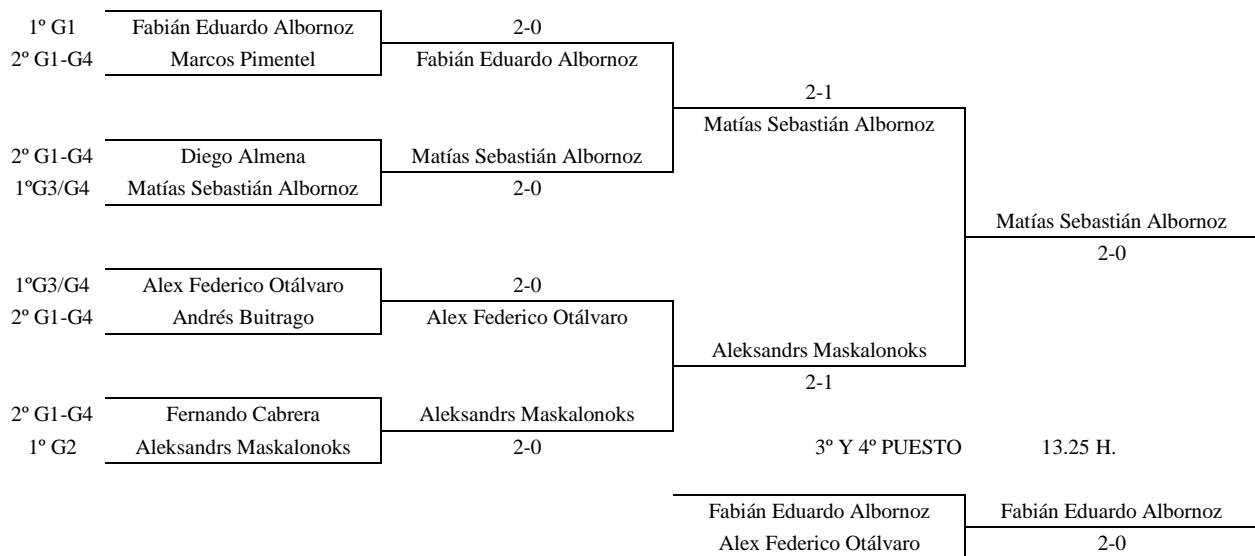 1º G1 Fabián Eduardo Albornoz 2-0
2º G1-G4 Marcos Pimentel Fabián Eduardo Albornoz
2-1
Matías Sebastián Albornoz
2º G1-G4 Diego Almena Matías Sebastián Albornoz
1ºG3/G4 Matías Sebastián Albornoz 2-0
Matías Sebastián Albornoz
2-0
1ºG3/G4 Alex Federico Otálvaro 2-0
2º G1-G4 Andrés Buitrago Alex Federico Otálvaro
Aleksandrs Maskalonoks
2-1
2º G1-G4 Fernando Cabrera Aleksandrs Maskalonoks
1º G2 Aleksandrs Maskalonoks 2-0 3º Y 4º PUESTO 13.25 H.
Fabián Eduardo Albornoz Fabián Eduardo Albornoz
Alex Federico Otálvaro 2-0